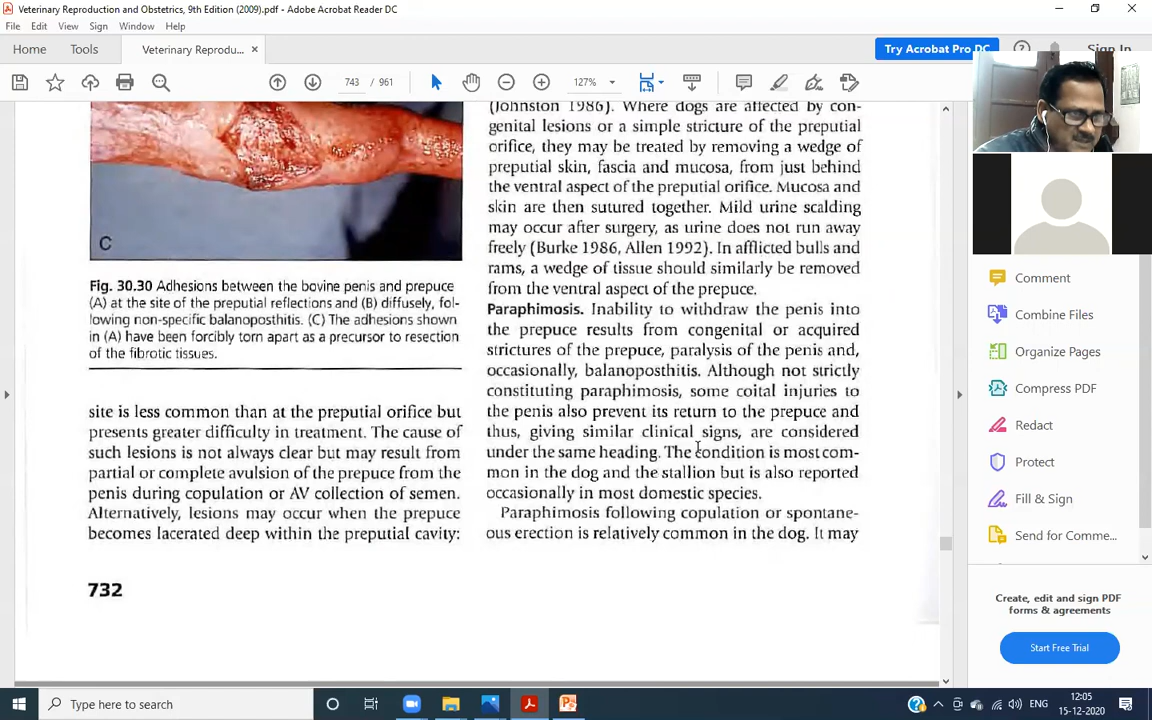 Veterinary Reproduction and Obstetrics, 9th Edition (2009).pdf - Adobe Acrobat Reader DC
File Edit View Sign Window Help
Home Tools Veterinary Reprodu... × Try Acrobat Pro DC Sign In
743 / 961 127%
C
Fig. 30.30 Adhesions between the bovine penis and prepuce
(A) at the site of the preputial reflections and (B) diffusely, fol-
lowing non-specific balanoposthitis. (C) The adhesions shown
in (A) have been forcibly torn apart as a precursor to resection
of the fibrotic tissues.
site is less common than at the preputial orifice but
presents greater difficulty in treatment. The cause of
such lesions is not always clear but may result from
partial or complete avulsion of the prepuce from the
penis during copulation or AV collection of semen.
Alternatively, lesions may occur when the prepuce
becomes lacerated deep within the preputial cavity:
732
(Johnston 1986). Where dogs are affected by con-
genital lesions or a simple stricture of the preputial
orifice, they may be treated by removing a wedge of
preputial skin, fascia and mucosa, from just behind
the ventral aspect of the preputial orifice. Mucosa and
skin are then sutured together. Mild urine scalding
may occur after surgery, as urine does not run away
freely (Burke 1986, Allen 1992). In afflicted bulls and
rams, a wedge of tissue should similarly be removed
from the ventral aspect of the prepuce.
Paraphimosis. Inability to withdraw the penis into
the prepuce results from congenital or acquired
strictures of the prepuce, paralysis of the penis and,
occasionally, balanoposthitis. Although not strictly
constituting paraphimosis, some coital injuries to
the penis also prevent its return to the prepuce and
thus, giving similar clinical signs, are considered
under the same heading. The condition is most com-
mon in the dog and the stallion but is also reported
occasionally in most domestic species.
Paraphimosis following copulation or spontane-
ous erection is relatively common in the dog. It may
Comment
Combine Files
Organize Pages
Compress PDF
Redact
Protect
Fill & Sign
Send for Comme...
Create, edit and sign PDF
forms & agreements
Start Free Trial
Type here to search
ENG
12:05
15-12-2020